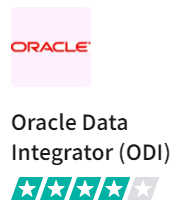 ORACLE
Oracle Data
Integrator (ODI)